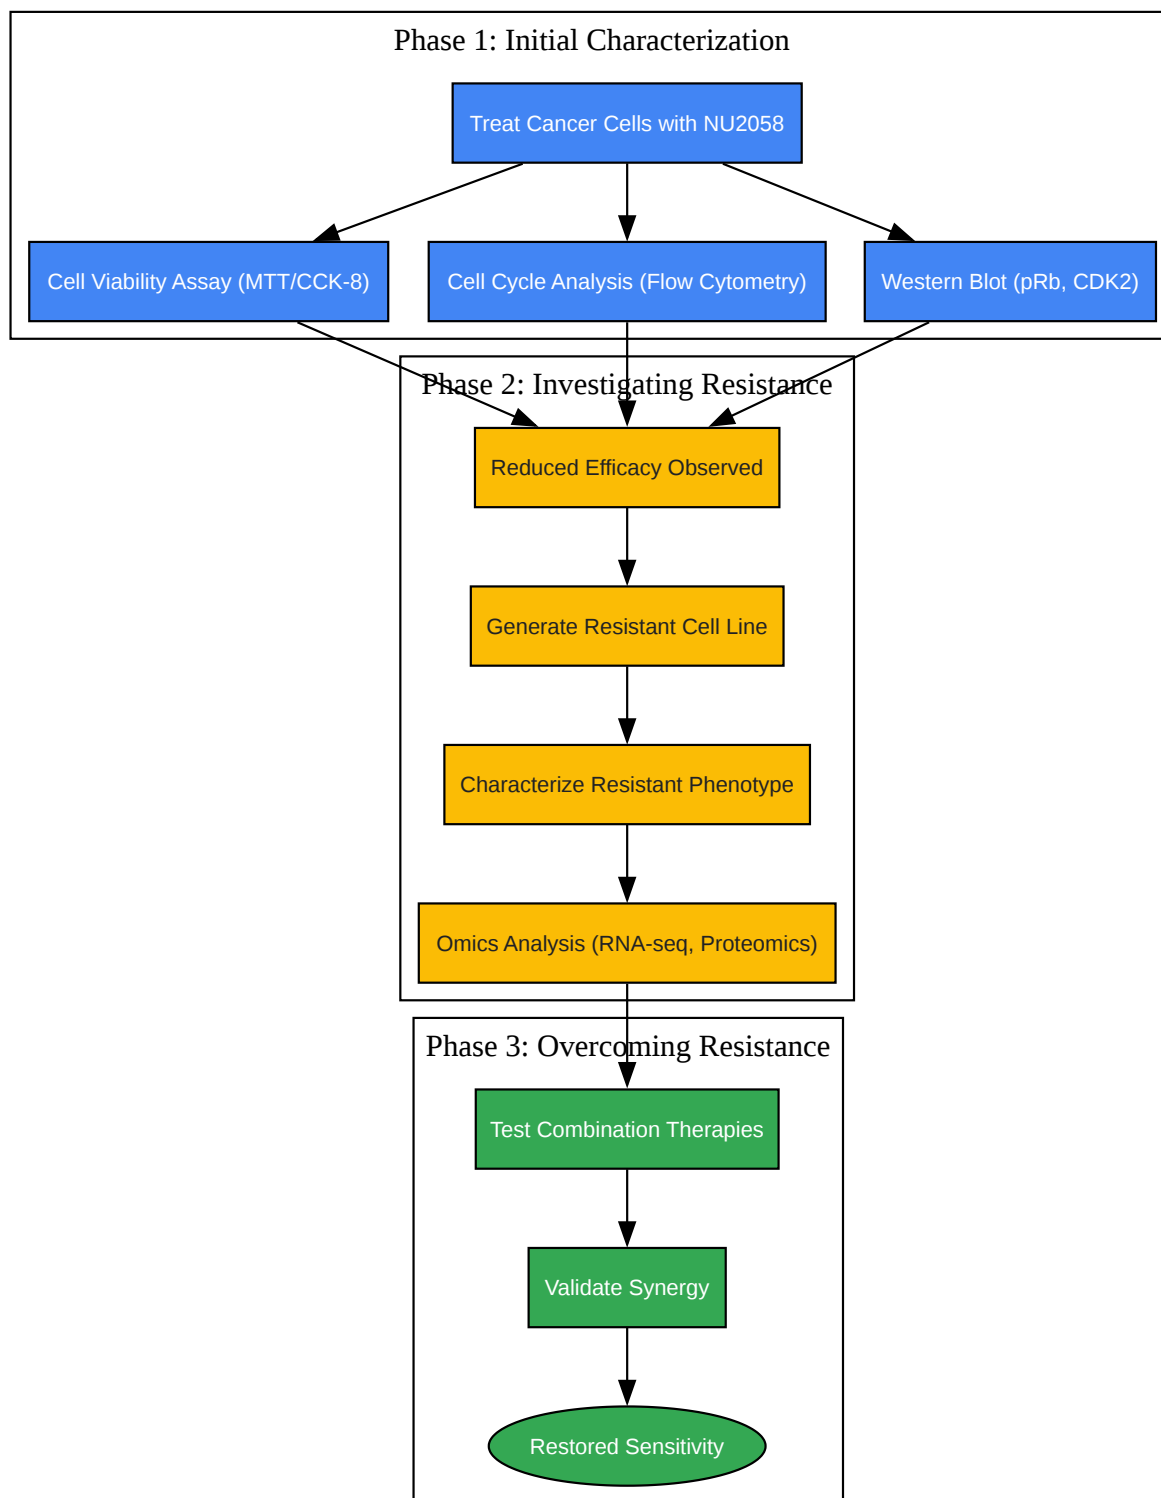 Phase 1: Initial Characterization
Treat Cancer Cells with NU2058
Cell Viability Assay (MTT/CCK-8)
Cell Cycle Analysis (Flow Cytometry)
Western Blot (pRb, CDK2)
Phase 2: Investigating Resistance
Reduced Efficacy Observed
Generate Resistant Cell Line
Characterize Resistant Phenotype
Omics Analysis (RNA-seq, Proteomics)
Phase 3: Overcoming Resistance
Test Combination Therapies
Validate Synergy
Restored Sensitivity